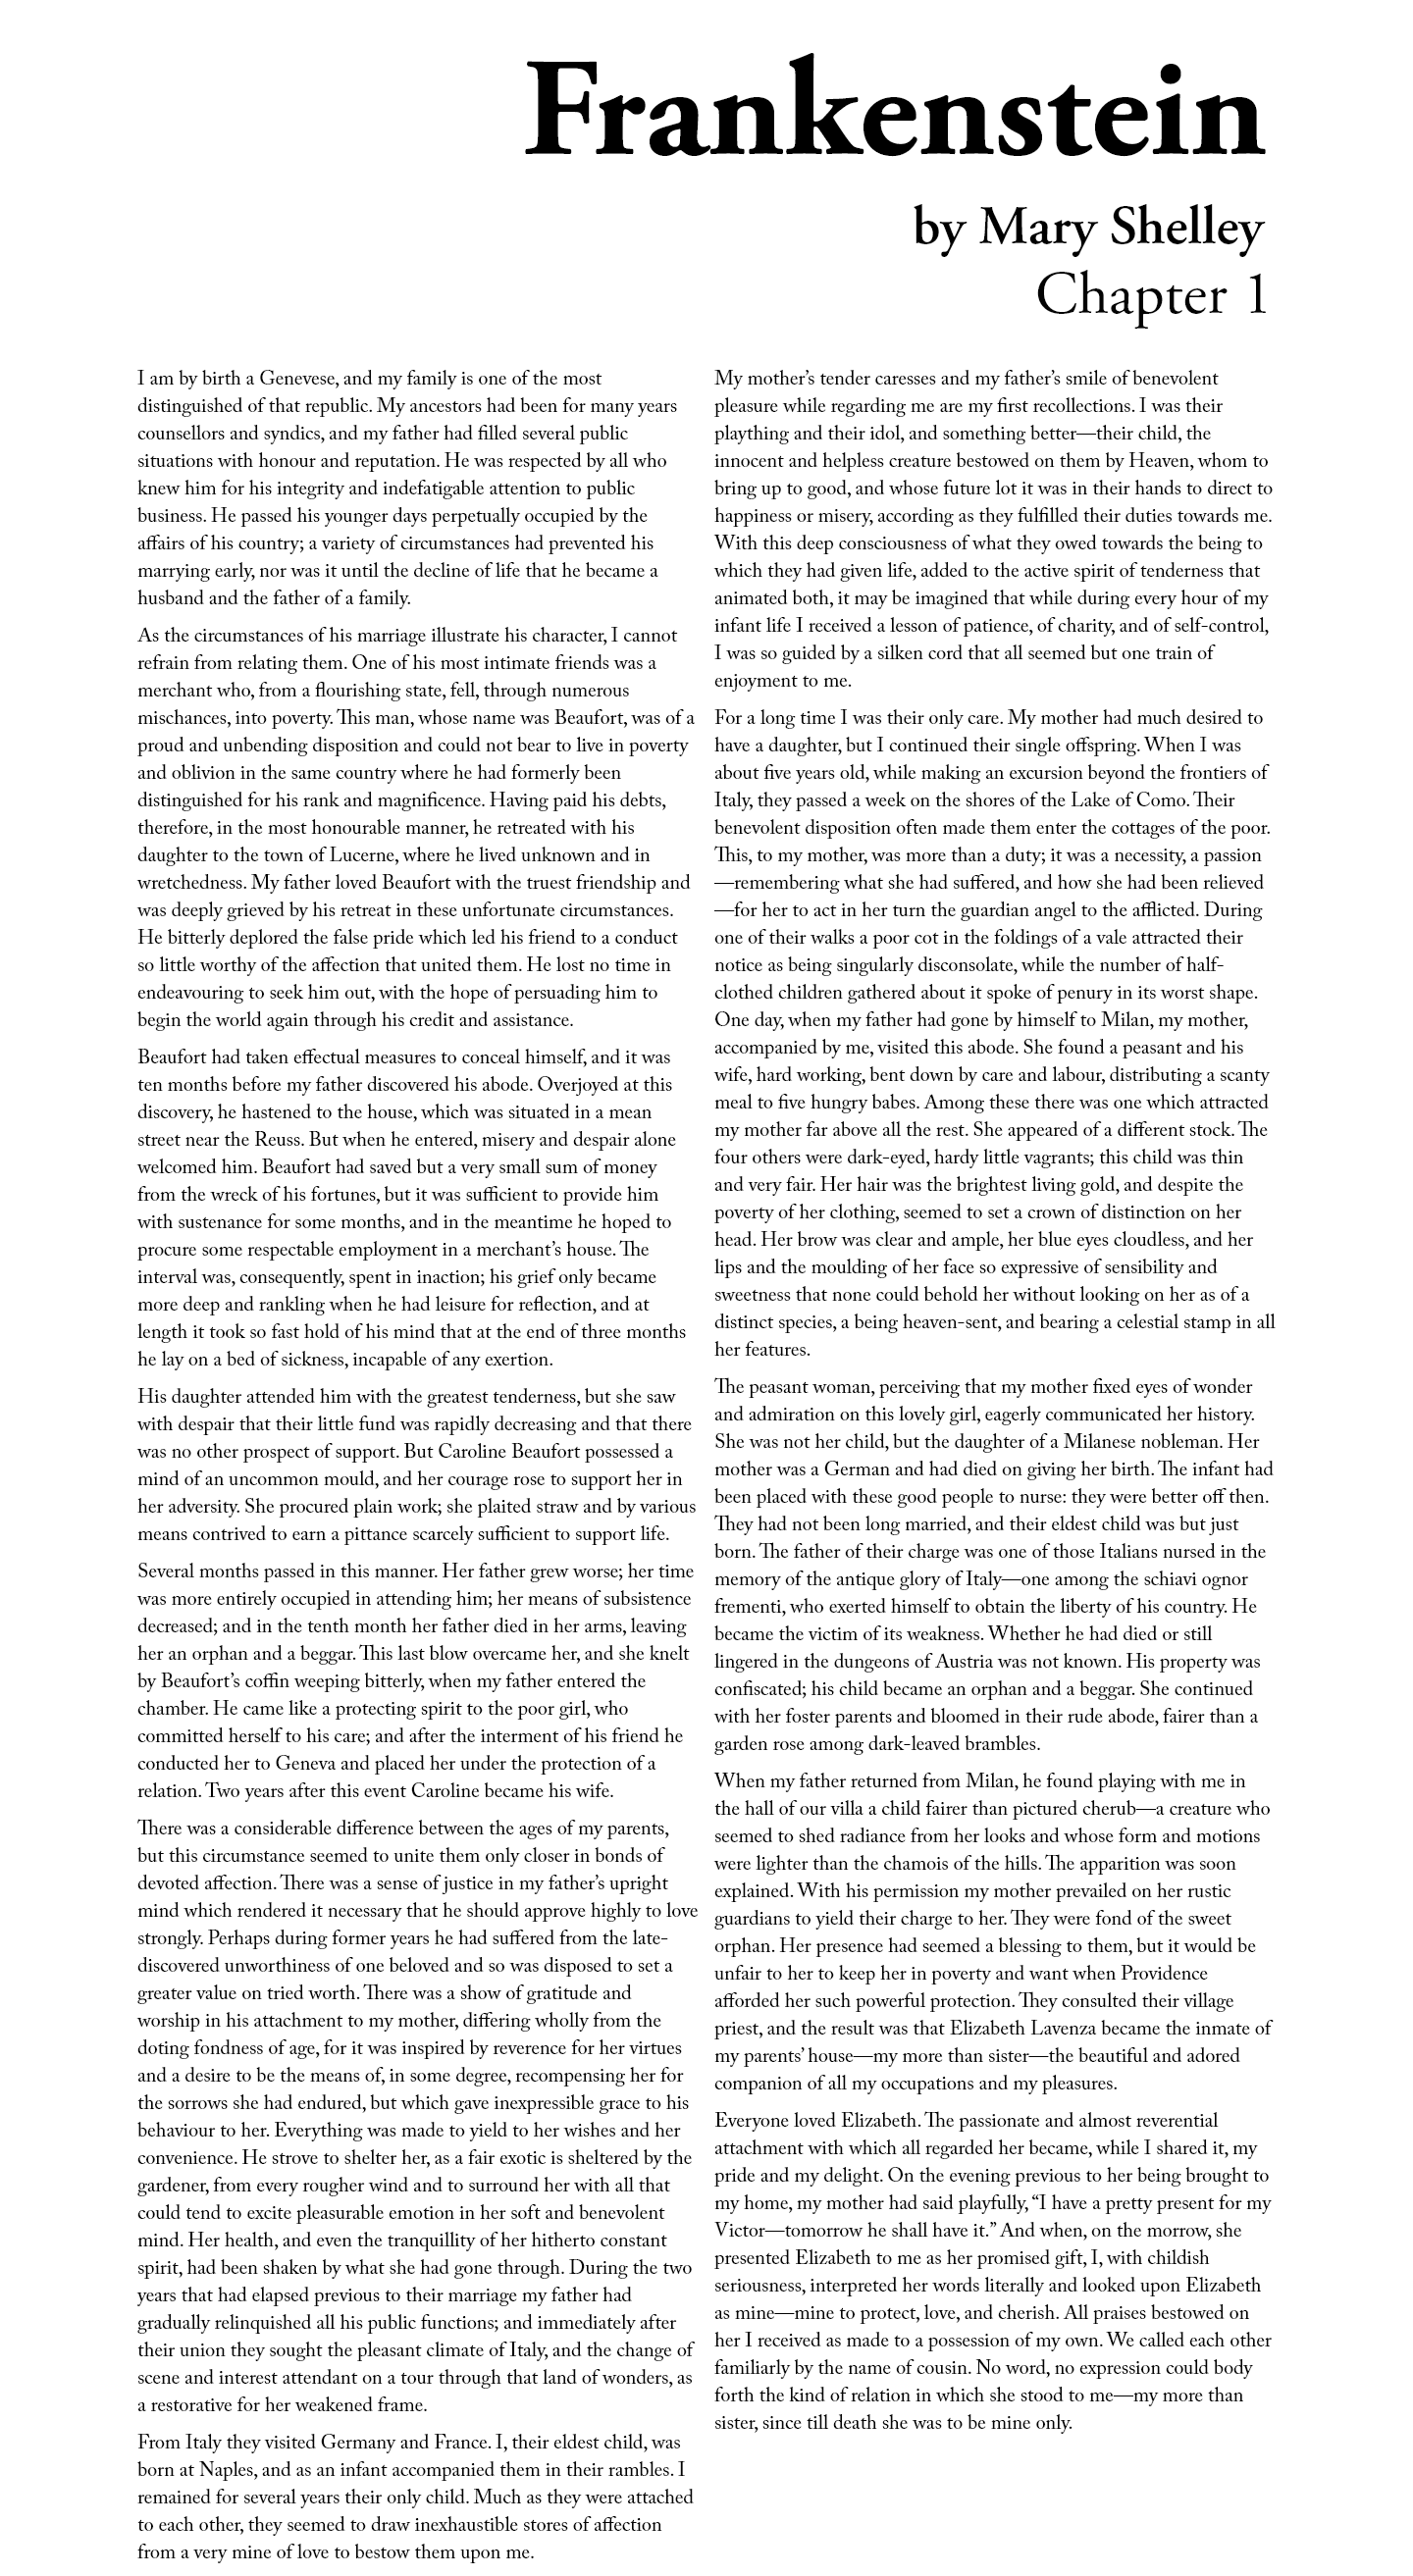 Frankenstein
by Mary Shelley
Chapter 1
I am by birth a Genevese, and my family is one of the most
distinguished of that republic. My ancestors had been for many years
counsellors and syndics, and my father had filled several public
situations with honour and reputation. He was respected by all who
knew him for his integrity and indefatigable attention to public
business. He passed his younger days perpetually occupied by the
affairs of his country; a variety of circumstances had prevented his
marrying early, nor was it until the decline of life that he became a
husband and the father of a family.
As the circumstances of his marriage illustrate his character, I cannot
refrain from relating them. One of his most intimate friends was a
merchant who, from a flourishing state, fell, through numerous
mischances, into poverty. This man, whose name was Beaufort, was of a
proud and unbending disposition and could not bear to live in poverty
and oblivion in the same country where he had formerly been
distinguished for his rank and magnificence. Having paid his debts,
therefore, in the most honourable manner, he retreated with his
daughter to the town of Lucerne, where he lived unknown and in
wretchedness. My father loved Beaufort with the truest friendship and
was deeply grieved by his retreat in these unfortunate circumstances.
He bitterly deplored the false pride which led his friend to a conduct
so little worthy of the affection that united them. He lost no time in
endeavouring to seek him out, with the hope of persuading him to
begin the world again through his credit and assistance.
Beaufort had taken effectual measures to conceal himself, and it was
ten months before my father discovered his abode. Overjoyed at this
discovery, he hastened to the house, which was situated in a mean
street near the Reuss. But when he entered, misery and despair alone
welcomed him. Beaufort had saved but a very small sum of money
from the wreck of his fortunes, but it was sufficient to provide him
with sustenance for some months, and in the meantime he hoped to
procure some respectable employment in a merchant’s house. The
interval was, consequently, spent in inaction; his grief only became
more deep and rankling when he had leisure for reflection, and at
length it took so fast hold of his mind that at the end of three months
he lay on a bed of sickness, incapable of any exertion.
His daughter attended him with the greatest tenderness, but she saw
with despair that their little fund was rapidly decreasing and that there
was no other prospect of support. But Caroline Beaufort possessed a
mind of an uncommon mould, and her courage rose to support her in
her adversity. She procured plain work; she plaited straw and by various
means contrived to earn a pittance scarcely sufficient to support life.
Several months passed in this manner. Her father grew worse; her time
was more entirely occupied in attending him; her means of subsistence
decreased; and in the tenth month her father died in her arms, leaving
her an orphan and a beggar. This last blow overcame her, and she knelt
by Beaufort’s coffin weeping bitterly, when my father entered the
chamber. He came like a protecting spirit to the poor girl, who
committed herself to his care; and after the interment of his friend he
conducted her to Geneva and placed her under the protection of a
relation. Two years after this event Caroline became his wife.
There was a considerable difference between the ages of my parents,
but this circumstance seemed to unite them only closer in bonds of
devoted affection. There was a sense of justice in my father’s upright
mind which rendered it necessary that he should approve highly to love
strongly. Perhaps during former years he had suffered from the late-
discovered unworthiness of one beloved and so was disposed to set a
greater value on tried worth. There was a show of gratitude and
worship in his attachment to my mother, differing wholly from the
doting fondness of age, for it was inspired by reverence for her virtues
and a desire to be the means of, in some degree, recompensing her for
the sorrows she had endured, but which gave inexpressible grace to his
behaviour to her. Everything was made to yield to her wishes and her
convenience. He strove to shelter her, as a fair exotic is sheltered by the
gardener, from every rougher wind and to surround her with all that
could tend to excite pleasurable emotion in her soft and benevolent
mind. Her health, and even the tranquillity of her hitherto constant
spirit, had been shaken by what she had gone through. During the two
years that had elapsed previous to their marriage my father had
gradually relinquished all his public functions; and immediately after
their union they sought the pleasant climate of Italy, and the change of
scene and interest attendant on a tour through that land of wonders, as
a restorative for her weakened frame.
From Italy they visited Germany and France. I, their eldest child, was
born at Naples, and as an infant accompanied them in their rambles. I
remained for several years their only child. Much as they were attached
to each other, they seemed to draw inexhaustible stores of affection
from a very mine of love to bestow them upon me.
My mother’s tender caresses and my father’s smile of benevolent
pleasure while regarding me are my first recollections. I was their
plaything and their idol, and something better—their child, the
innocent and helpless creature bestowed on them by Heaven, whom to
bring up to good, and whose future lot it was in their hands to direct to
happiness or misery, according as they fulfilled their duties towards me.
With this deep consciousness of what they owed towards the being to
which they had given life, added to the active spirit of tenderness that
animated both, it may be imagined that while during every hour of my
infant life I received a lesson of patience, of charity, and of self-control,
I was so guided by a silken cord that all seemed but one train of
enjoyment to me.
For a long time I was their only care. My mother had much desired to
have a daughter, but I continued their single offspring. When I was
about five years old, while making an excursion beyond the frontiers of
Italy, they passed a week on the shores of the Lake of Como. Their
benevolent disposition often made them enter the cottages of the poor.
This, to my mother, was more than a duty; it was a necessity, a passion
—remembering what she had suffered, and how she had been relieved
—for her to act in her turn the guardian angel to the afflicted. During
one of their walks a poor cot in the foldings of a vale attracted their
notice as being singularly disconsolate, while the number of half-
clothed children gathered about it spoke of penury in its worst shape.
One day, when my father had gone by himself to Milan, my mother,
accompanied by me, visited this abode. She found a peasant and his
wife, hard working, bent down by care and labour, distributing a scanty
meal to five hungry babes. Among these there was one which attracted
my mother far above all the rest. She appeared of a different stock. The
four others were dark-eyed, hardy little vagrants; this child was thin
and very fair. Her hair was the brightest living gold, and despite the
poverty of her clothing, seemed to set a crown of distinction on her
head. Her brow was clear and ample, her blue eyes cloudless, and her
lips and the moulding of her face so expressive of sensibility and
sweetness that none could behold her without looking on her as of a
distinct species, a being heaven-sent, and bearing a celestial stamp in all
her features.
The peasant woman, perceiving that my mother fixed eyes of wonder
and admiration on this lovely girl, eagerly communicated her history.
She was not her child, but the daughter of a Milanese nobleman. Her
mother was a German and had died on giving her birth. The infant had
been placed with these good people to nurse: they were better off then.
They had not been long married, and their eldest child was but just
born. The father of their charge was one of those Italians nursed in the
memory of the antique glory of Italy—one among the schiavi ognor
frementi, who exerted himself to obtain the liberty of his country. He
became the victim of its weakness. Whether he had died or still
lingered in the dungeons of Austria was not known. His property was
confiscated; his child became an orphan and a beggar. She continued
with her foster parents and bloomed in their rude abode, fairer than a
garden rose among dark-leaved brambles.
When my father returned from Milan, he found playing with me in
the hall of our villa a child fairer than pictured cherub—a creature who
seemed to shed radiance from her looks and whose form and motions
were lighter than the chamois of the hills. The apparition was soon
explained. With his permission my mother prevailed on her rustic
guardians to yield their charge to her. They were fond of the sweet
orphan. Her presence had seemed a blessing to them, but it would be
unfair to her to keep her in poverty and want when Providence
afforded her such powerful protection. They consulted their village
priest, and the result was that Elizabeth Lavenza became the inmate of
my parents’ house—my more than sister—the beautiful and adored
companion of all my occupations and my pleasures.
Everyone loved Elizabeth. The passionate and almost reverential
attachment with which all regarded her became, while I shared it, my
pride and my delight. On the evening previous to her being brought to
my home, my mother had said playfully, “I have a pretty present for my
Victor—tomorrow he shall have it.” And when, on the morrow, she
presented Elizabeth to me as her promised gift, I, with childish
seriousness, interpreted her words literally and looked upon Elizabeth
as mine—mine to protect, love, and cherish. All praises bestowed on
her I received as made to a possession of my own. We called each other
familiarly by the name of cousin. No word, no expression could body
forth the kind of relation in which she stood to me—my more than
sister, since till death she was to be mine only.